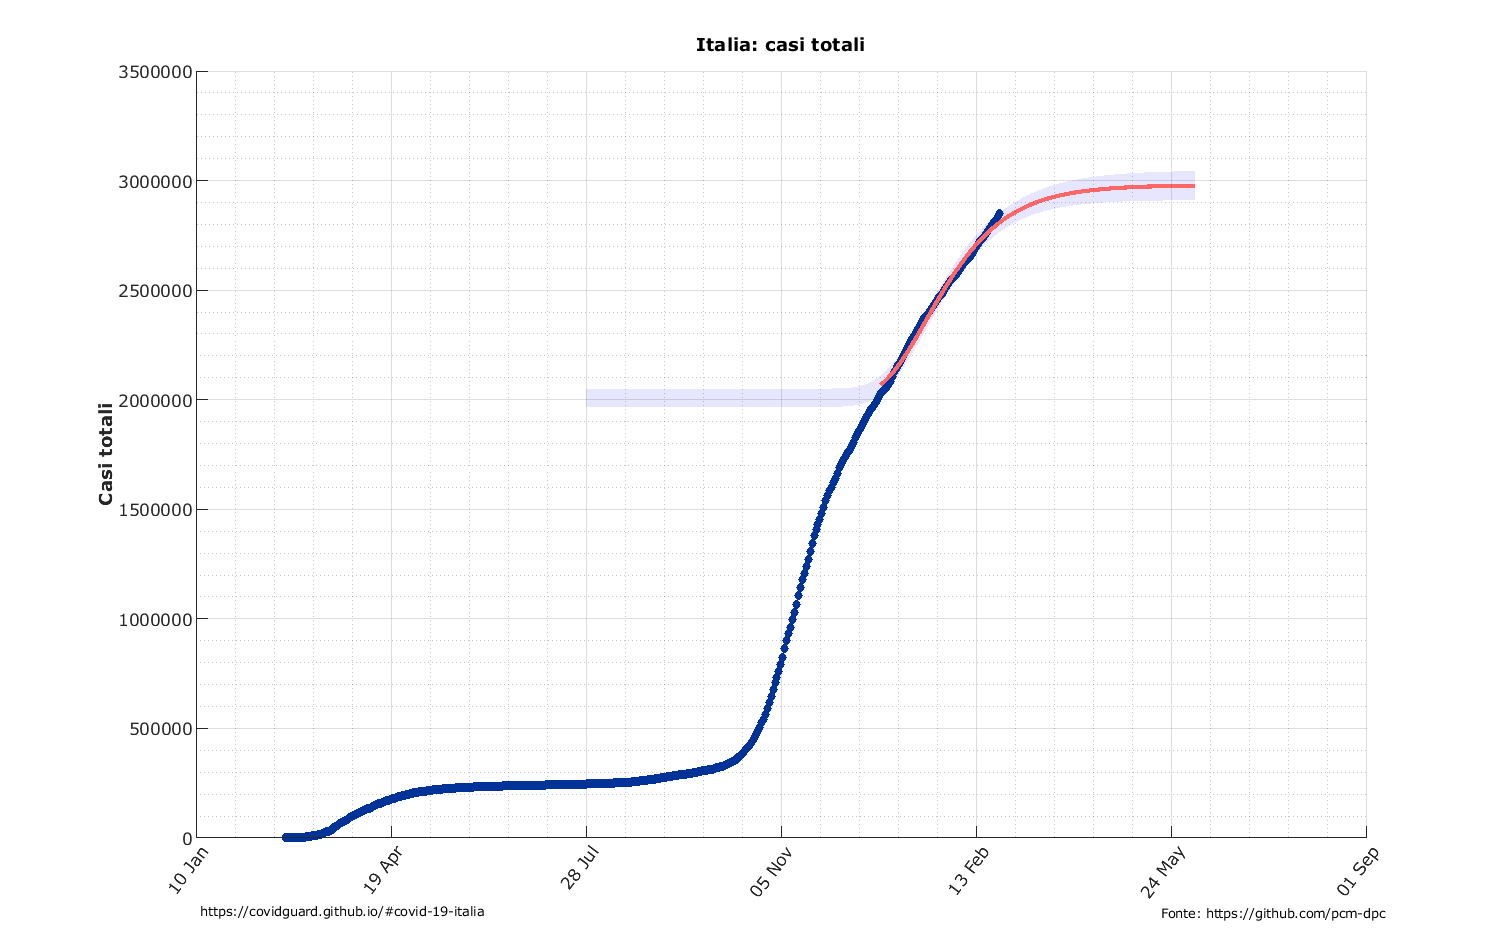 Italia: casi totali
3500000
3000000
2500000
2000000
1500000
1000000
500000
0
Casi totali
10 Jan
19 Apr
28 Jul
05 Nov
13 Feb
24 May
01 Sep
https://covidguard.github.io/#covid-19-italia
Fonte: https://github.com/pcm-dpc